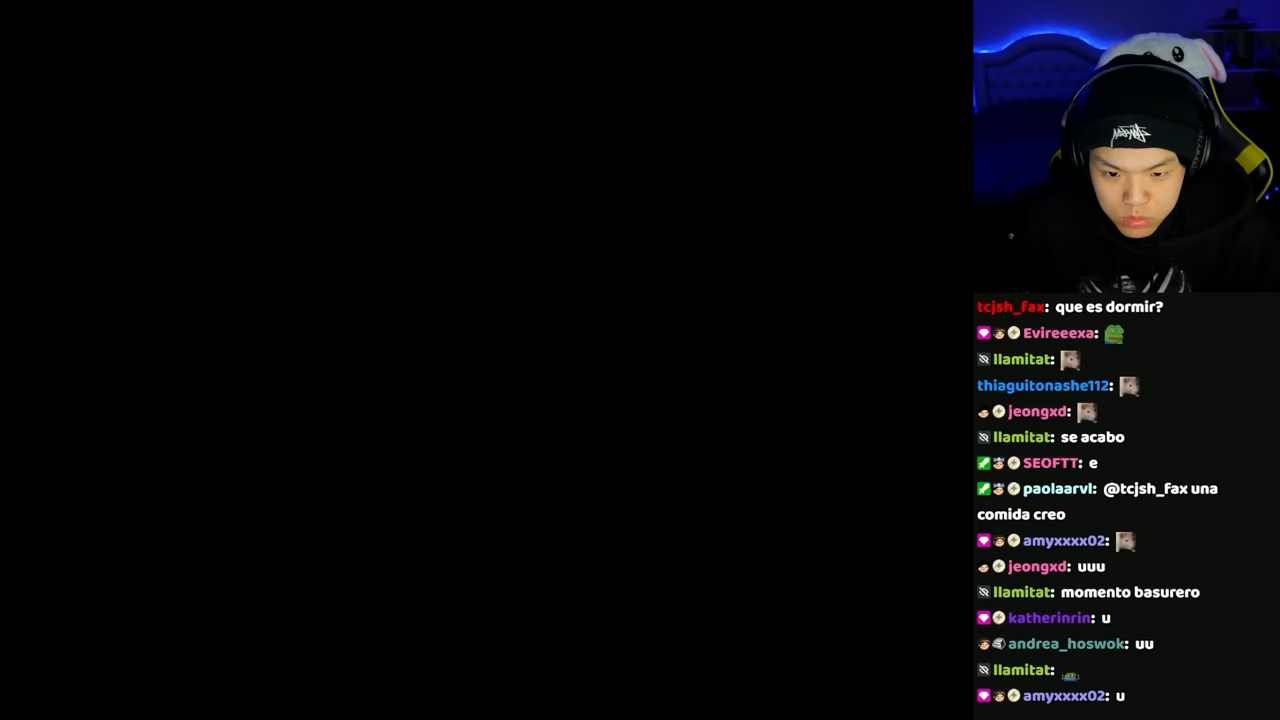 tcjsh_fax: que es dormir?
Evireeexa:
llamitat:
thiaguitonashe112:
jeongxd:
llamitat: se acabo
SEOFTT: e
paolaarvl: @tcjsh_fax una
comida creo
amyxxxx02:
jeongxd: uuu
llamitat: momento basurero
katherinrin: u
andrea_hoswok: uu
llamitat:
amyxxxx02: u